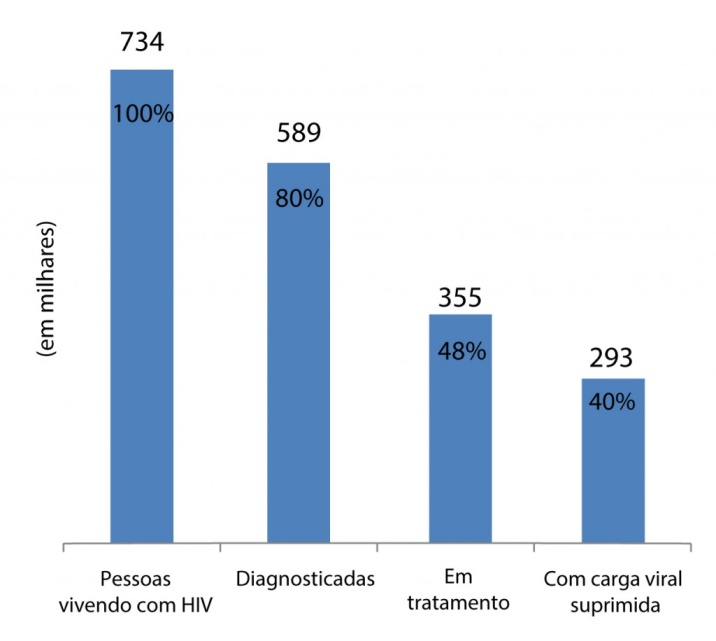 734
100%
589
80%
355
48%
293
40%
(em milhares)
Pessoas
vivendo com HIV
Diagnosticadas
Em
tratamento
Com carga viral
suprimida